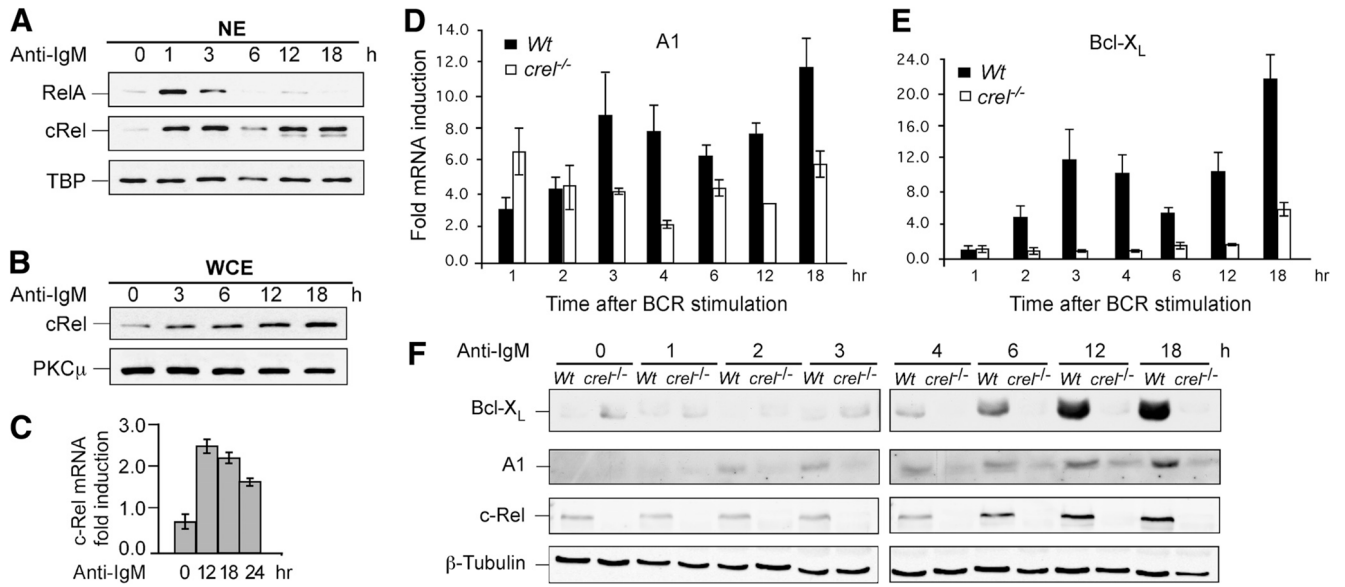 A
NE
Anti-IgM 0 1 3 6 12 18 h
RelA
cRel
TBP
B
WCE
Anti-IgM 0 3 6 12 18 h
cRel
PKCμ
C
c-Rel mRNA
fold induction
3.0
2.0
1.0
0.0
Anti-IgM 0 12 18 24 hr
D
A1
Wt
crel-/-
Fold mRNA induction
14.0
12.0
10.0
8.0
6.0
4.0
2.0
0.0
1 2 3 4 6 12 18 hr
Time after BCR stimulation
E
Bcl-XL
Wt
crel-/-
24.0
20.0
16.0
12.0
8.0
4.0
0.0
1 2 3 4 6 12 18 hr
Time after BCR stimulation
F
Anti-IgM 0 1 2 3 4 6 12 18 h
Wt crel-/- Wt crel-/- Wt crel-/- Wt crel-/- Wt crel-/- Wt crel-/- Wt crel-/- Wt crel-/-
Bcl-XL
A1
c-Rel
β-Tubulin